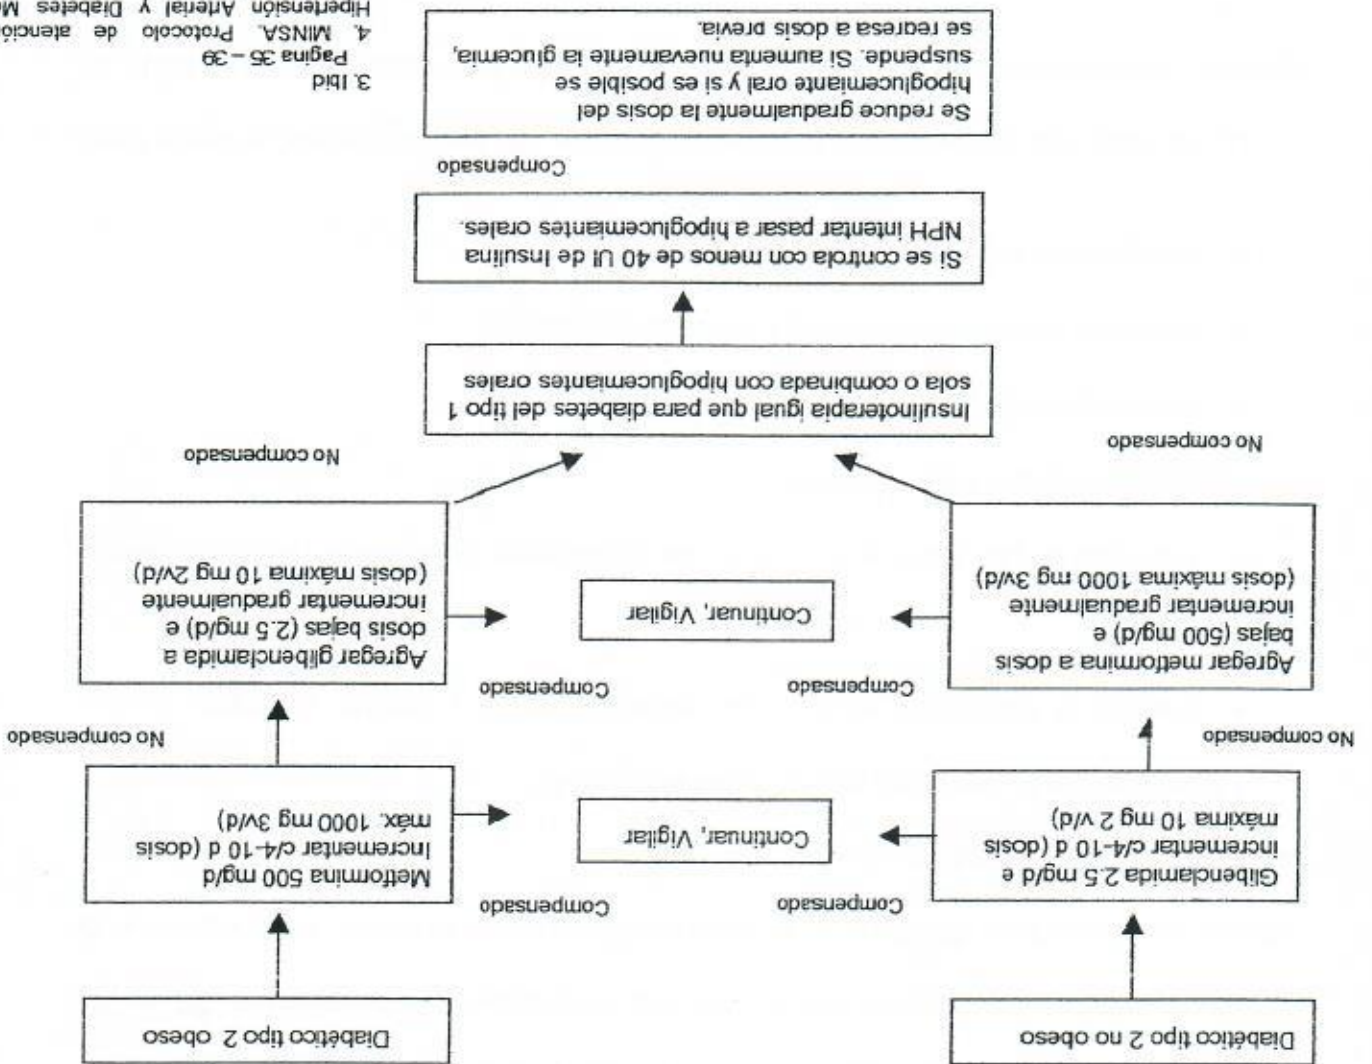 Diabético tipo 2 no obeso
Diabético tipo 2 obeso
Glibenclamida 2.5 mg/d e
incrementar c/4-10 d (dosis
máxima 10 mg 2 v/d)
Compensado
Continuar, Vigilar
Compensado
Metformina 500 mg/d
Incrementar c/4-10 d (dosis
máx. 1000 mg 3v/d)
No compensado
No compensado
Agregar metformina a dosis
bajas (500 mg/d) e
incrementar gradualmente
(dosis máxima 1000 mg 3v/d)
Compensado
Continuar, Vigilar
Compensado
Agregar glibenclamida a
dosis bajas (2.5 mg/d) e
incrementar gradualmente
(dosis máxima 10 mg 2v/d)
No compensado
No compensado
Insulinoterapia igual que para diabetes del tipo 1
sola o combinada con hipoglucemiantes orales
Si se controla con menos de 40 UI de Insulina
NPH intentar pasar a hipoglucemiantes orales.
Compensado
Se reduce gradualmente la dosis del
hipoglucemiante oral y si es posible se
suspende. Si aumenta nuevamente la glucemia,
se regresa a dosis previa.
3. Ibid
Pagina 35 – 39
4. MINSA. Protocolo de atención
Hipertensión Arterial y Diabetes